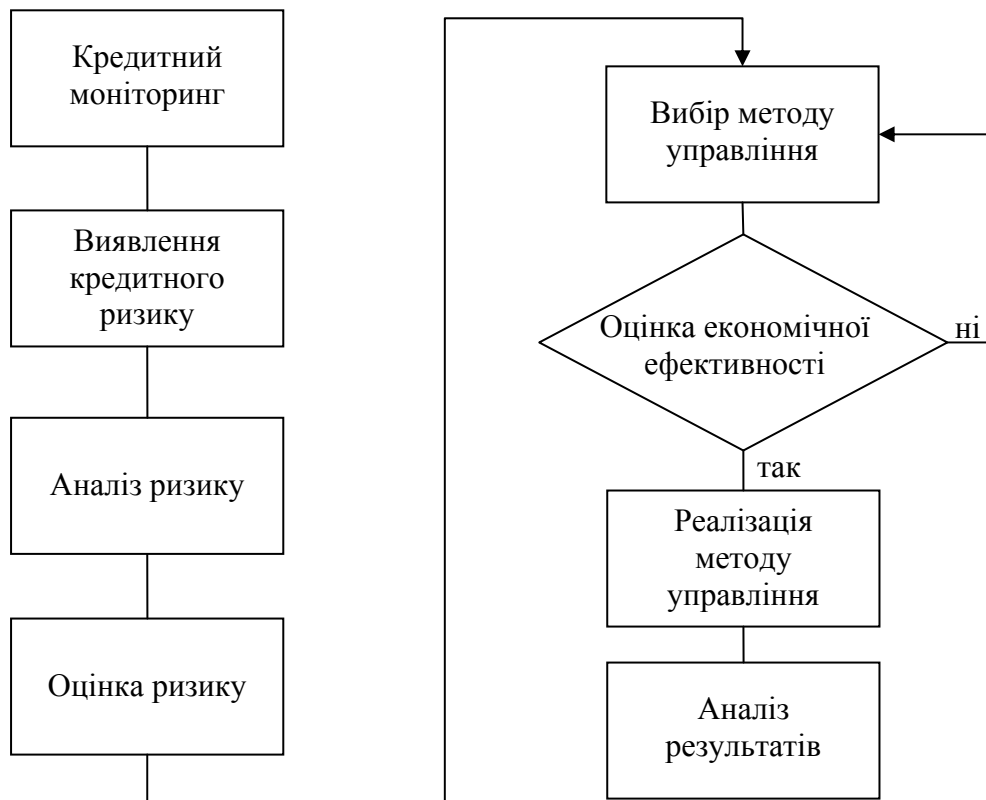 Кредитний
моніторинг
Виявлення
кредитного
ризику
Аналіз ризику
Оцінка ризику
Вибір методу
управління
Оцінка економічної
ефективності
ні
так
Реалізація
методу
управління
Аналіз
результатів